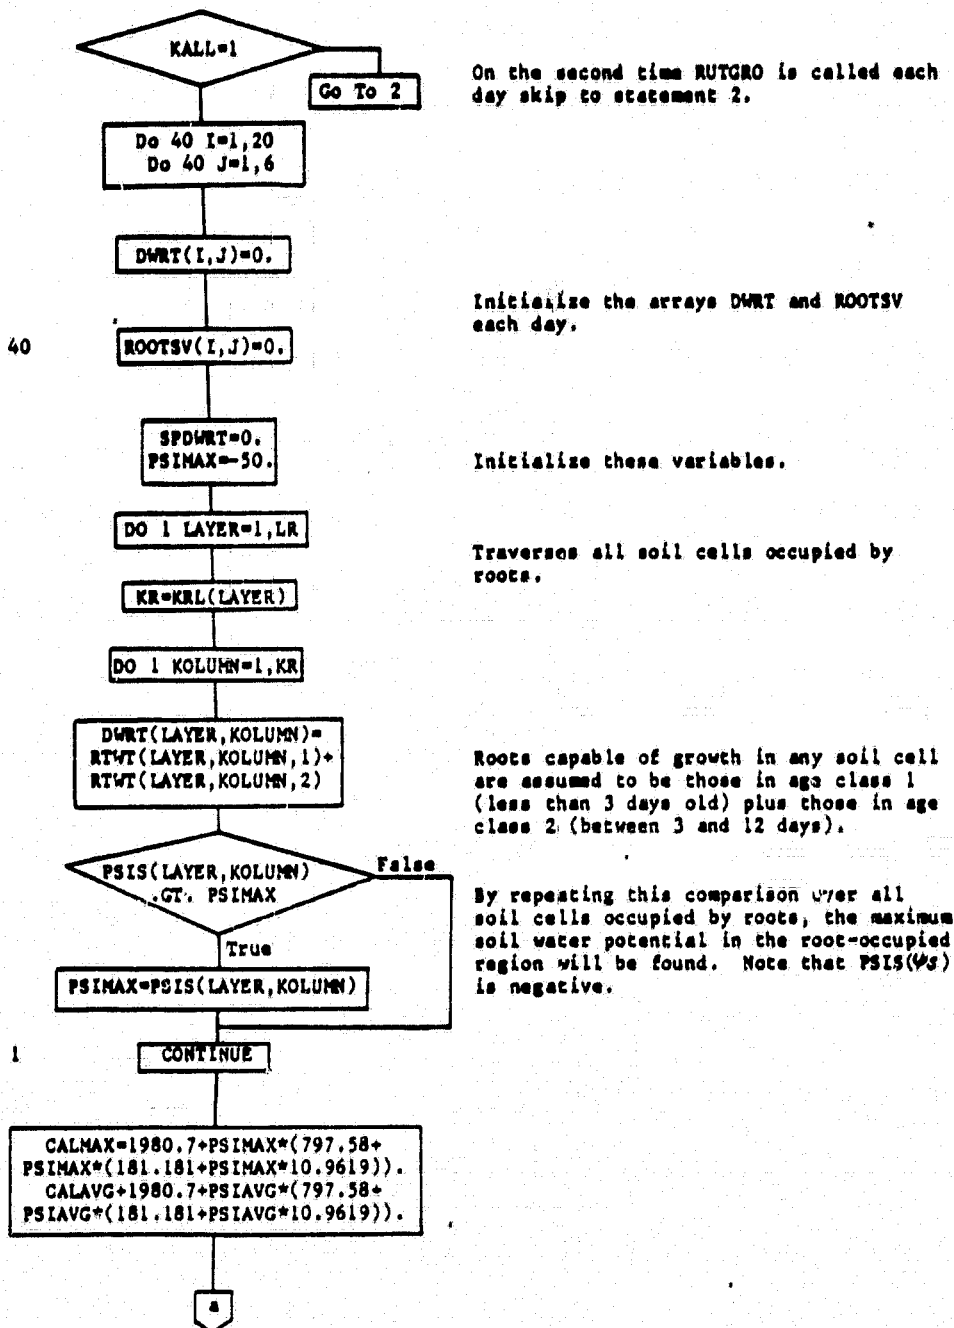 KALL=1
Go To 2
On the second time RUTGRO is called each
day skip to statement 2.
Do 40 I=1,20
Do 40 J=1,6
DWRT(I,J)=0.
Initialize the arrays DWRT and ROOTSV
each day.
40
ROOTSV(I,J)=0.
SPDWRT=0.
PSIMAX=-50.
Initialize these variables.
DO 1 LAYER=1,LR
Traverses all soil cells occupied by
roots.
KR=KRL(LAYER)
DO 1 KOLUMN=1,KR
DWRT(LAYER,KOLUMN)=
RTWT(LAYER,KOLUMN,1)+
RTWT(LAYER,KOLUMN,2)
Roots capable of growth in any soil cell
are assumed to be those in age class 1
(less than 3 days old) plus those in age
class 2 (between 3 and 12 days).
PSIS(LAYER,KOLUMN)
.GT. PSIMAX
False
True
By repeating this comparison over all
soil cells occupied by roots, the maximum
soil water potential in the root-occupied
region will be found. Note that PSIS(ψs)
is negative.
PSIMAX=PSIS(LAYER,KOLUMN)
1
CONTINUE
CALMAX=1980.7+PSIMAX*(797.58+
PSIMAX*(181.181+PSIMAX*10.9619)).
CALAVG+1980.7+PSIAVG*(797.58+
PSIAVG*(181.181+PSIAVG*10.9619)).
a